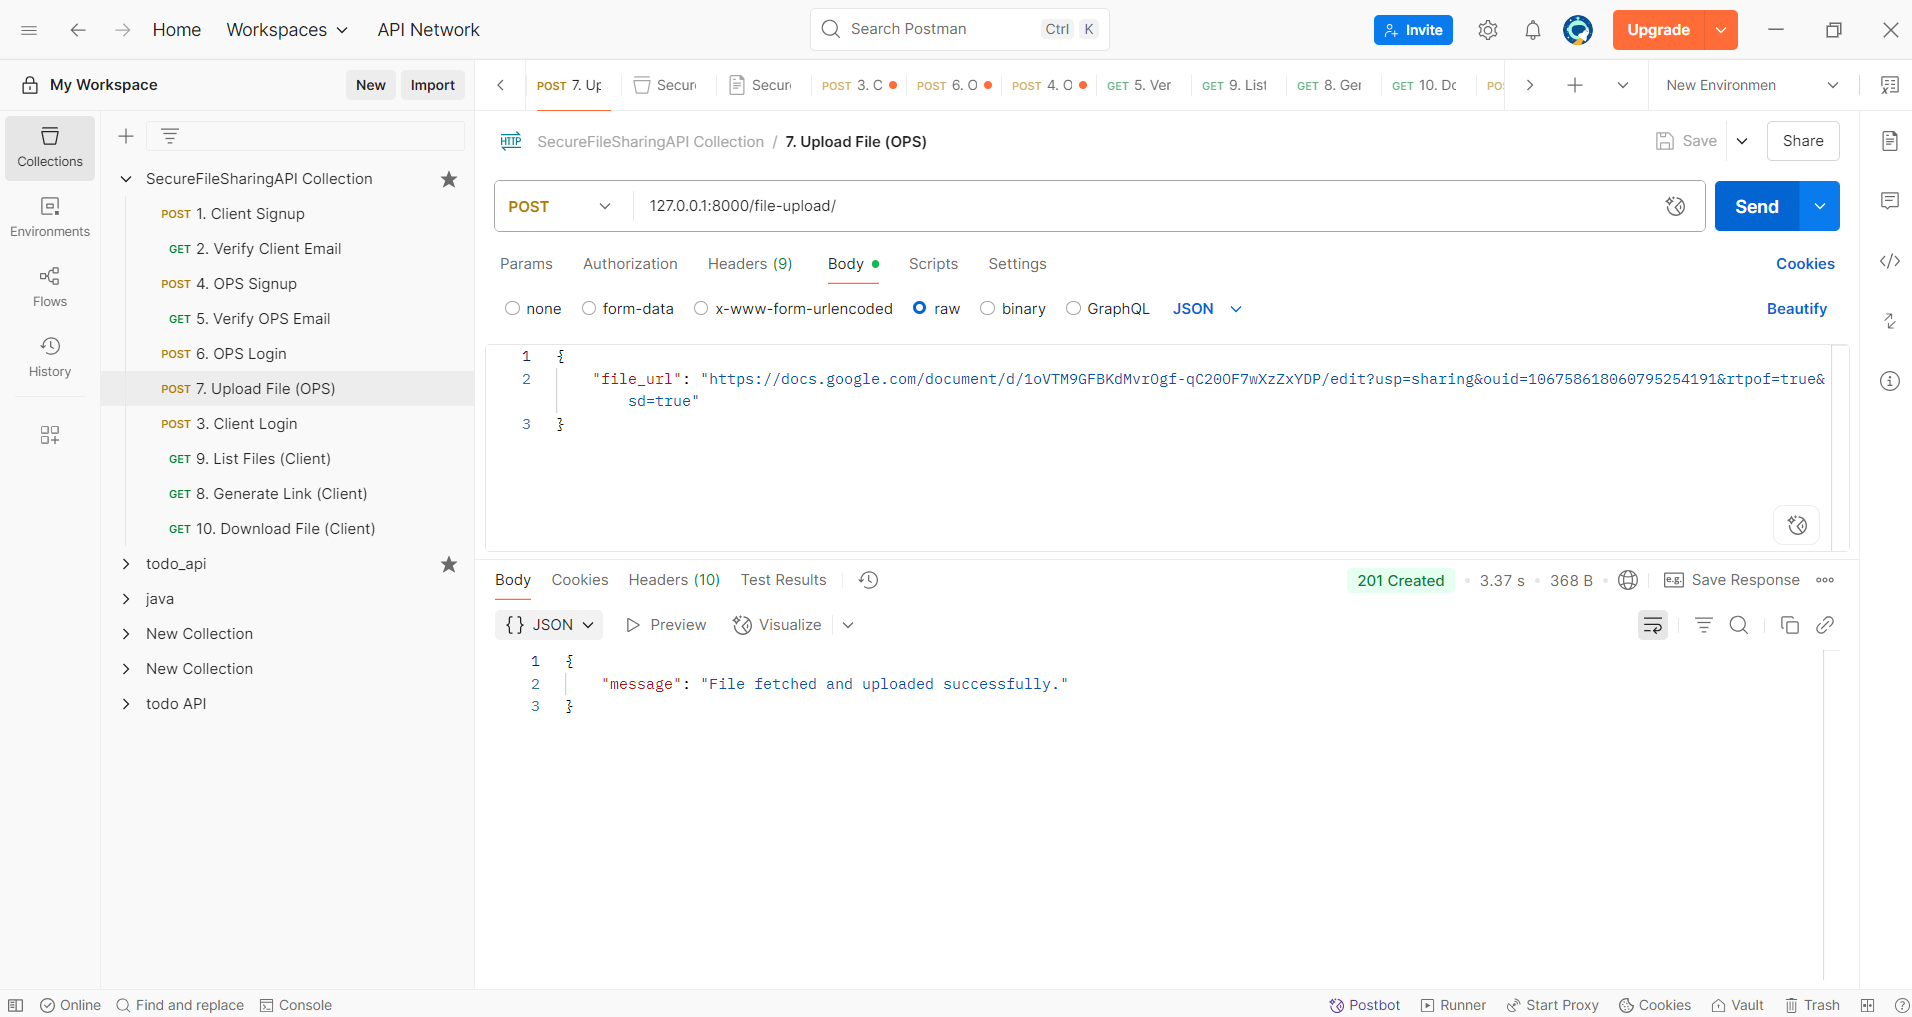 Home
Workspaces
API Network
Search Postman
Ctrl K
Invite
Upgrade
My Workspace
New
Import
POST 7. Up
Secure
Secure
POST 3. C
POST 6. O
POST 4. O
GET 5. Ver
GET 9. List
GET 8. Ger
GET 10. Do
PO
New Environmen
Collections
Environments
Flows
History
SecureFileSharingAPI Collection
POST 1. Client Signup
GET 2. Verify Client Email
POST 4. OPS Signup
GET 5. Verify OPS Email
POST 6. OPS Login
POST 7. Upload File (OPS)
POST 3. Client Login
GET 9. List Files (Client)
GET 8. Generate Link (Client)
GET 10. Download File (Client)
todo_api
java
New Collection
New Collection
todo API
HTTP SecureFileSharingAPI Collection / 7. Upload File (OPS)
Save
Share
POST
127.0.0.1:8000/file-upload/
Send
Params
Authorization
Headers (9)
Body
Scripts
Settings
Cookies
none
form-data
x-www-form-urlencoded
raw
binary
GraphQL
JSON
Beautify
1 {
2 "file_url": "https://docs.google.com/document/d/1oVTM9GFBKdMvrOgf-qC20OF7wXzZxYDP/edit?usp=sharing&ouid=106758618060795254191&rtpof=true&
sd=true"
3 }
Body
Cookies
Headers (10)
Test Results
201 Created
3.37 s
368 B
e.g. Save Response
{} JSON
Preview
Visualize
1 {
2 "message": "File fetched and uploaded successfully."
3 }
Online
Find and replace
Console
Postbot
Runner
Start Proxy
Cookies
Vault
Trash